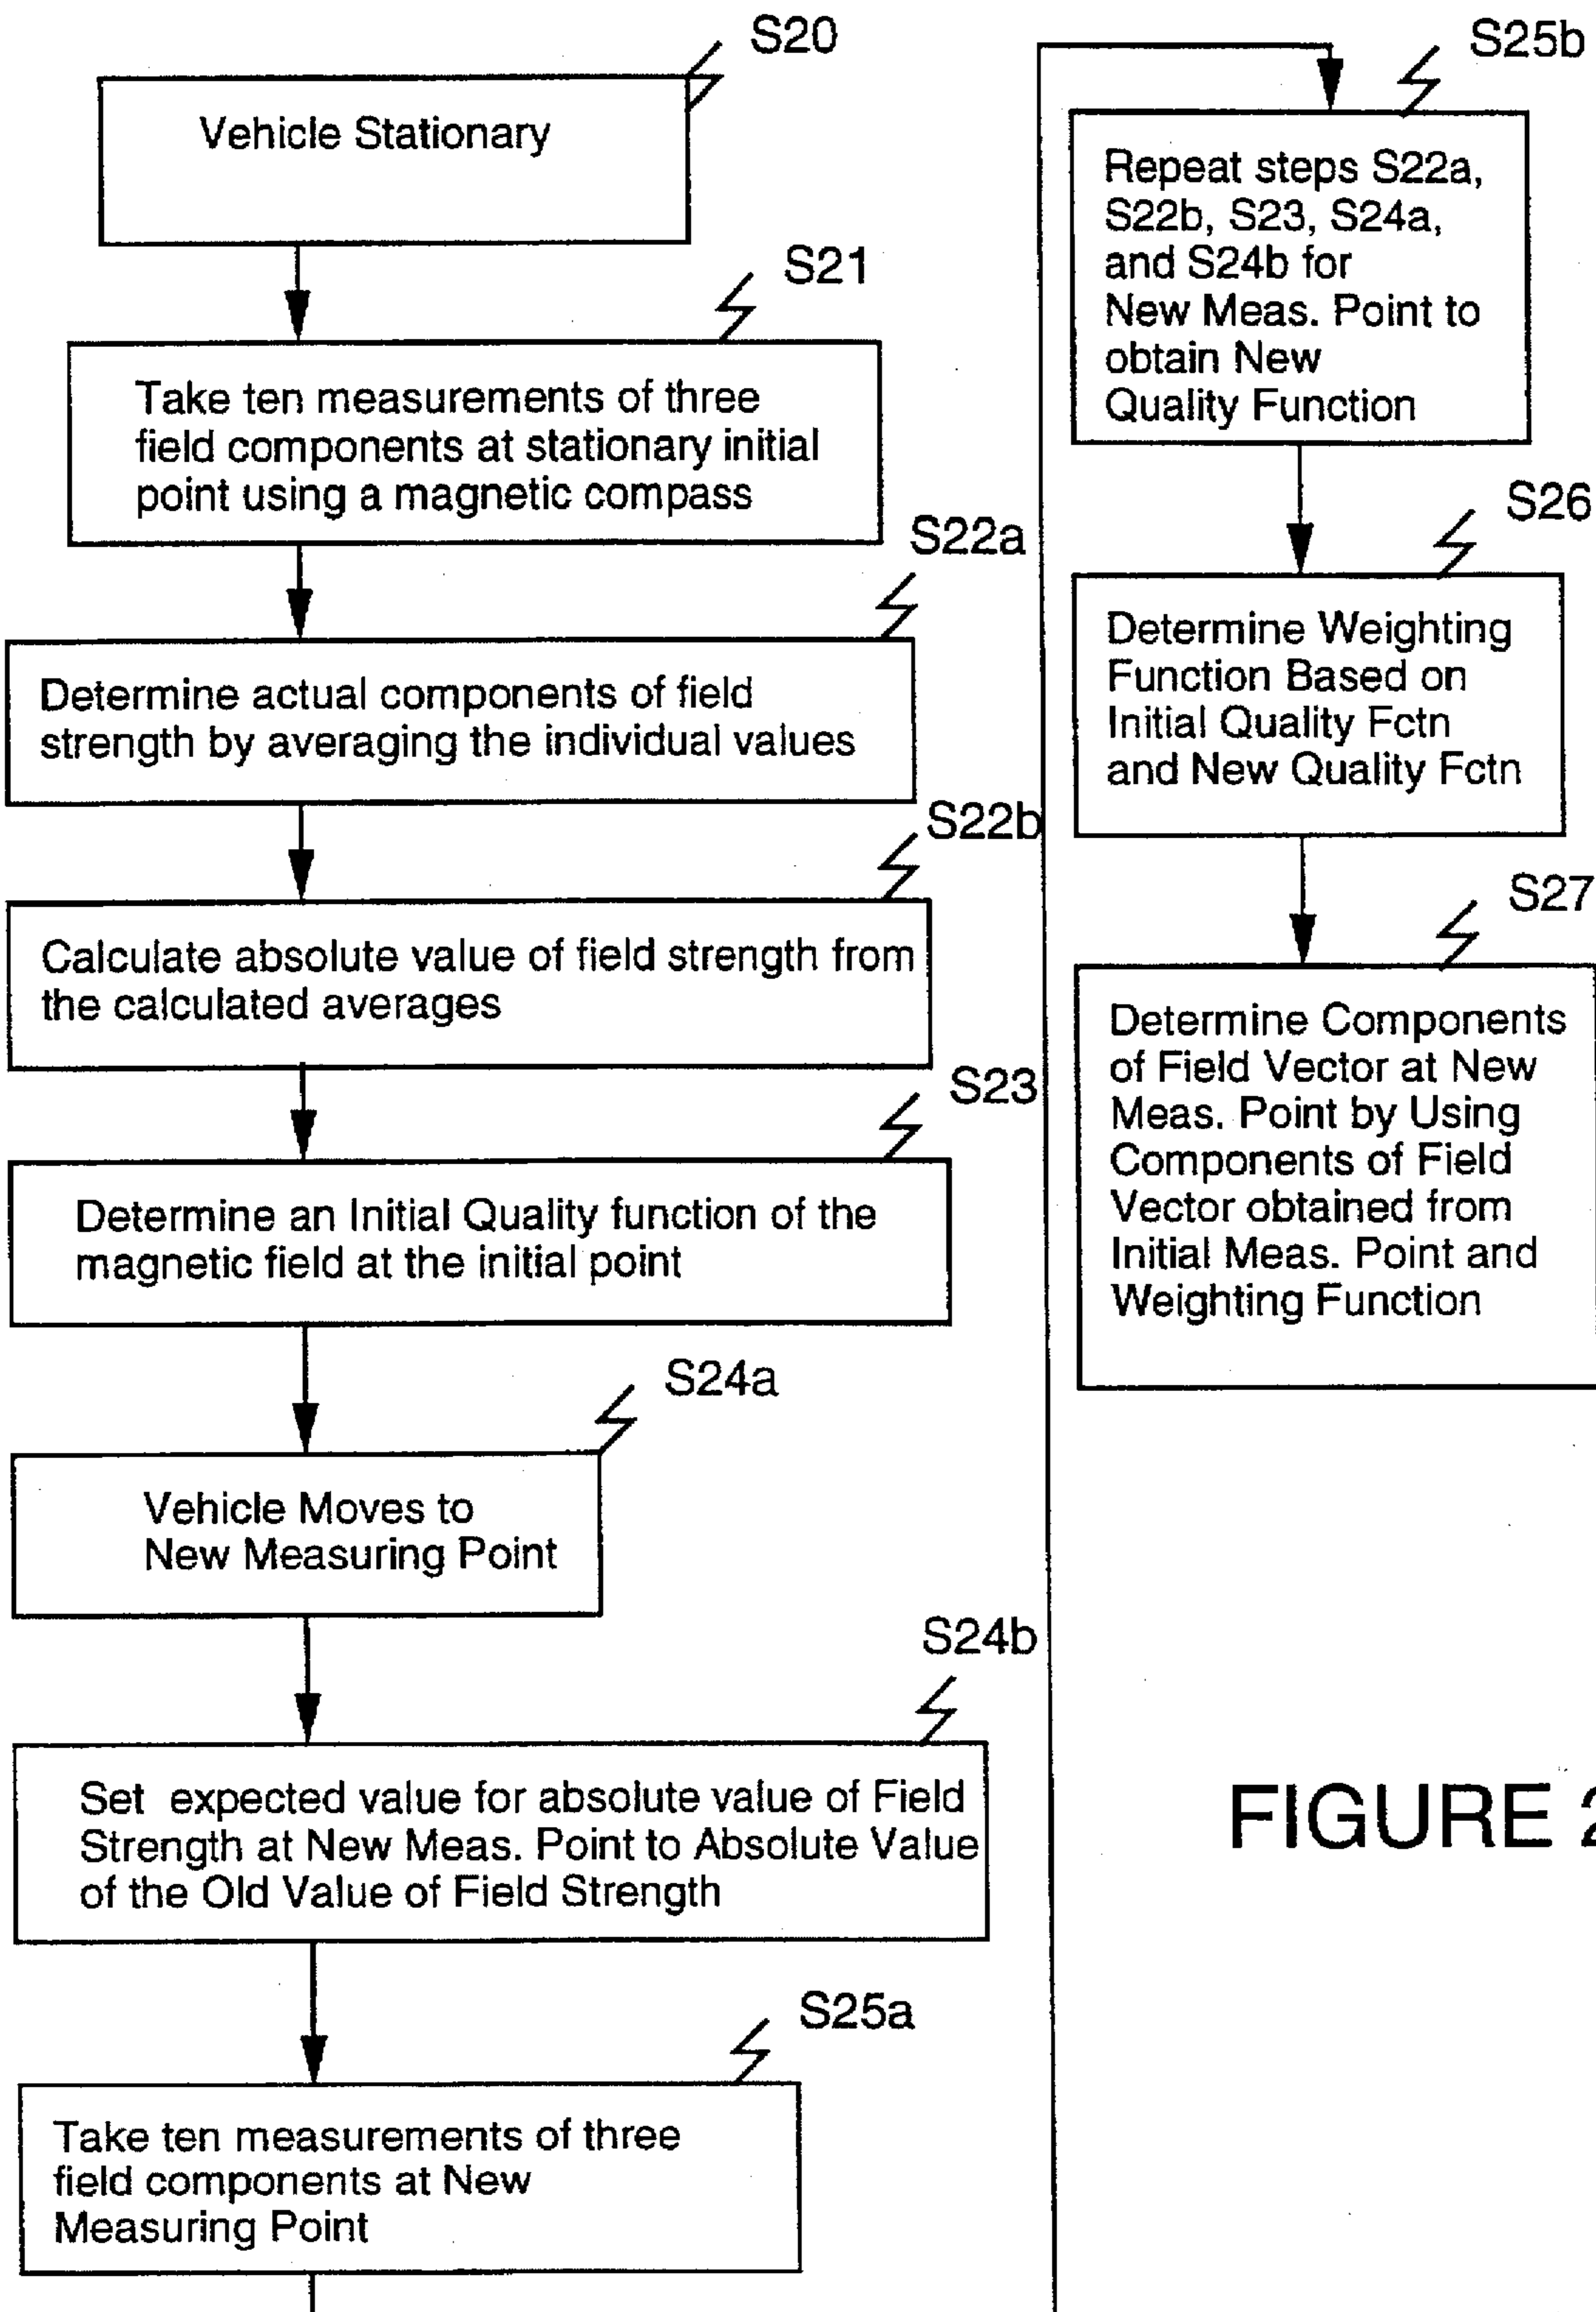 S20
Vehicle Stationary
S21
Take ten measurements of three
field components at stationary initial
point using a magnetic compass
S22a
Determine actual components of field
strength by averaging the individual values
S22b
Calculate absolute value of field strength from
the calculated averages
S23
Determine an Initial Quality function of the
magnetic field at the initial point
S24a
Vehicle Moves to
New Measuring Point
S24b
Set expected value for absolute value of Field
Strength at New Meas. Point to Absolute Value
of the Old Value of Field Strength
S25a
Take ten measurements of three
field components at New
Measuring Point
S25b
Repeat steps S22a,
S22b, S23, S24a,
and S24b for
New Meas. Point to
obtain New
Quality Function
S26
Determine Weighting
Function Based on
Initial Quality Fctn
and New Quality Fctn
S27
Determine Components
of Field Vector at New
Meas. Point by Using
Components of Field
Vector obtained from
Initial Meas. Point and
Weighting Function
FIGURE 2